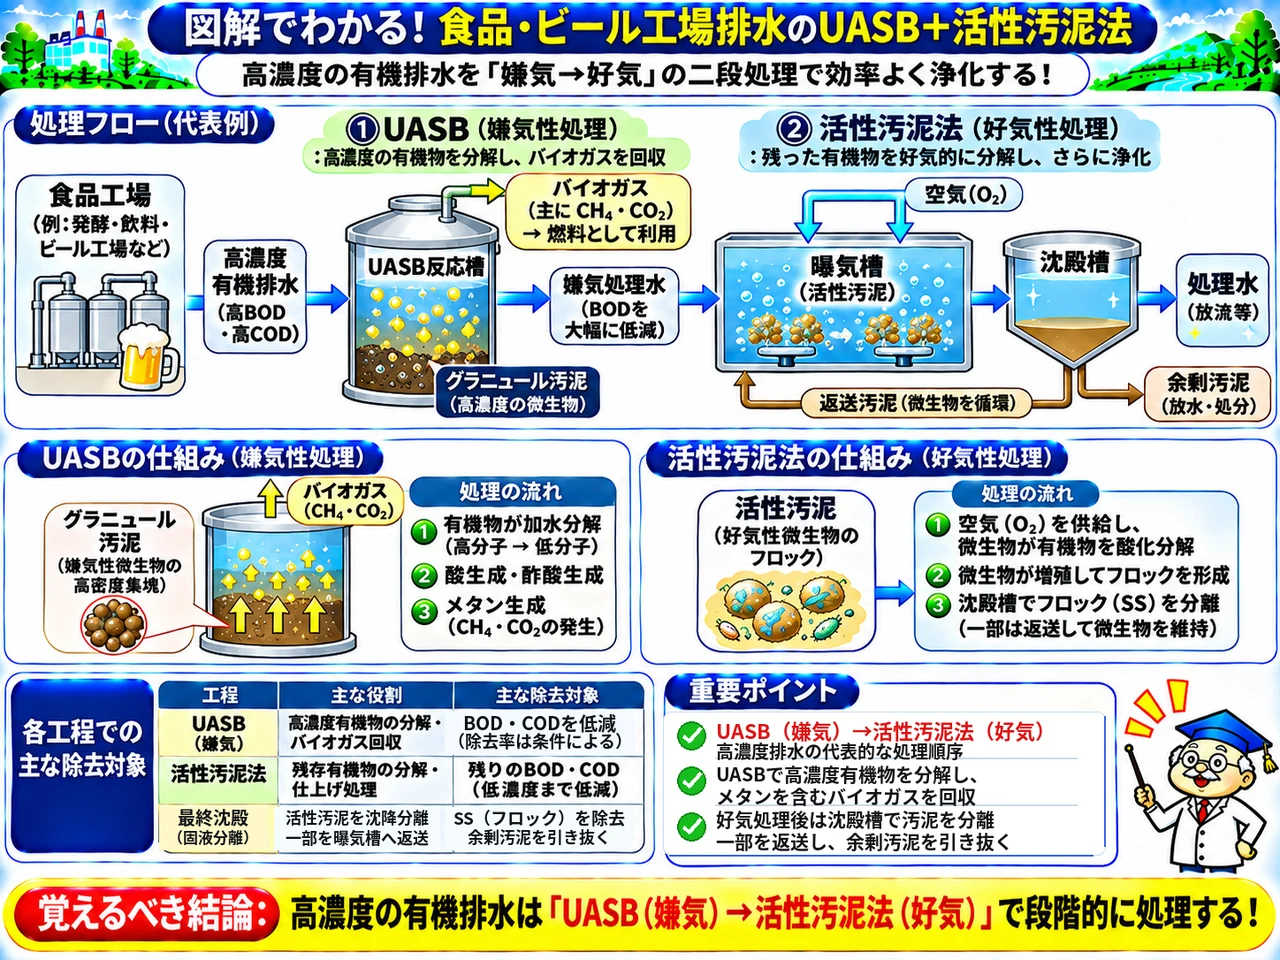 図解でわかる！食品・ビール工場排水のUASB＋活性汚泥法
高濃度の有機排水を「嫌気→好気」の二段処理で効率よく浄化する！
処理フロー（代表例）
① UASB（嫌気性処理）
：高濃度の有機物を分解し、バイオガスを回収
② 活性汚泥法（好気性処理）
：残った有機物を好気的に分解し、さらに浄化
食品工場
（例：発酵・飲料・
ビール工場など）
高濃度
有機排水
（高BOD
・高COD）
UASB反応槽
バイオガス
（主に CH₄・CO₂）
→ 燃料として利用
グラニュール汚泥
（高濃度の微生物）
嫌気処理水
（BODを
大幅に低減）
空気（O₂）
曝気槽
（活性汚泥）
沈殿槽
処理水
（放流等）
返送汚泥（微生物を循環）
余剰汚泥
（放水・処分）
UASBの仕組み（嫌気性処理）
グラニュール
汚泥
（嫌気性微生物の
高密度集塊）
バイオガス
（CH₄・CO₂）
処理の流れ
1 有機物が加水分解
（高分子 → 低分子）
2 酸生成・酢酸生成
3 メタン生成
（CH₄・CO₂の発生）
活性汚泥法の仕組み（好気性処理）
活性汚泥
（好気性微生物の
フロック）
処理の流れ
1 空気（O₂）を供給し、
微生物が有機物を酸化分解
2 微生物が増殖してフロックを形成
3 沈殿槽でフロック（SS）を分離
（一部は返送して微生物を維持）
各工程での
主な除去対象
工程 主な役割 主な除去対象
UASB
（嫌気）
高濃度有機物の分解・
バイオガス回収
BOD・CODを低減
（除去率は条件による）
活性汚泥法
残存有機物の分解・
仕上げ処理
残りのBOD・COD
（低濃度まで低減）
最終沈殿
（固液分離）
活性汚泥を沈降分離
一部を曝気槽へ返送
SS（フロック）を除去
余剰汚泥を引き抜く
重要ポイント
UASB（嫌気）→活性汚泥法（好気）
高濃度排水の代表的な処理順序
UASBで高濃度有機物を分解し、
メタンを含むバイオガスを回収
好気処理後は沈殿槽で汚泥を分離
一部を返送し、余剰汚泥を引き抜く
覚えるべき結論：高濃度の有機排水は「UASB（嫌気）→活性汚泥法（好気）」で段階的に処理する！